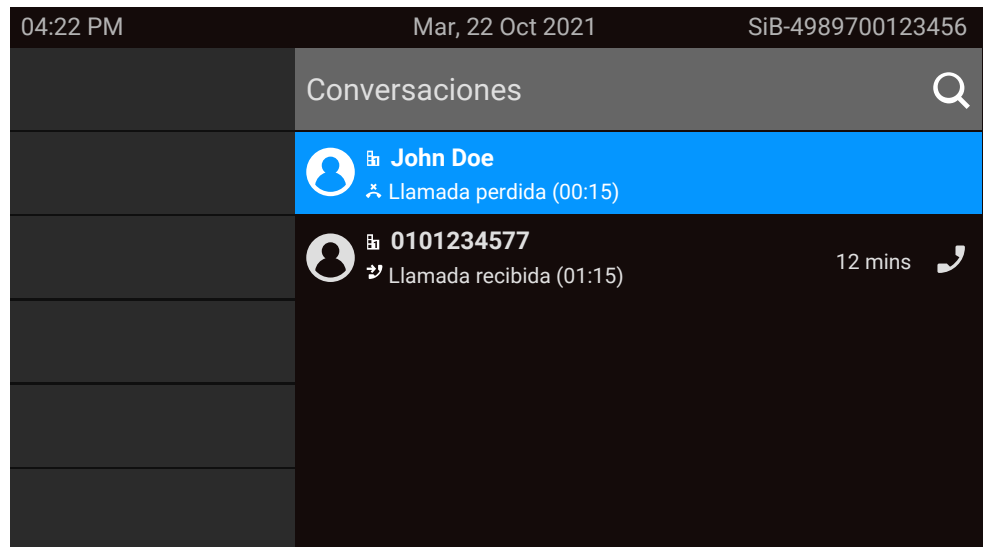 04:22 PM Mar, 22 Oct 2021 SiB-4989700123456
Conversaciones
John Doe
Llamada perdida (00:15)
0101234577
Llamada recibida (01:15) 12 mins